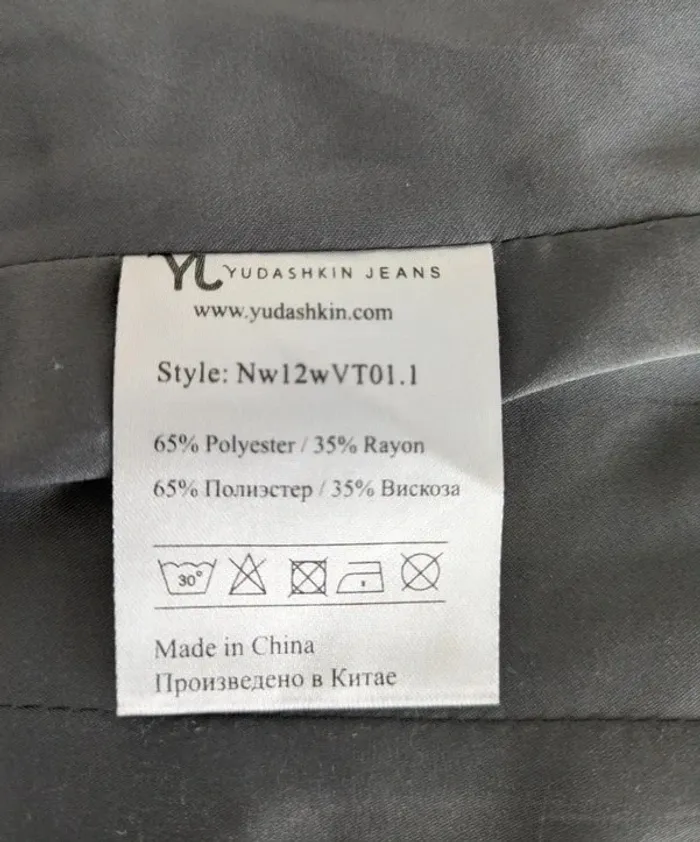 YU YUDASHKIN JEANS
www.yudashkin.com
Style: Nw12wVT01.1
65% Polyester / 35% Rayon
65% Полиэстер / 35% Вискоза
30°
Made in China
Произведено в Китае